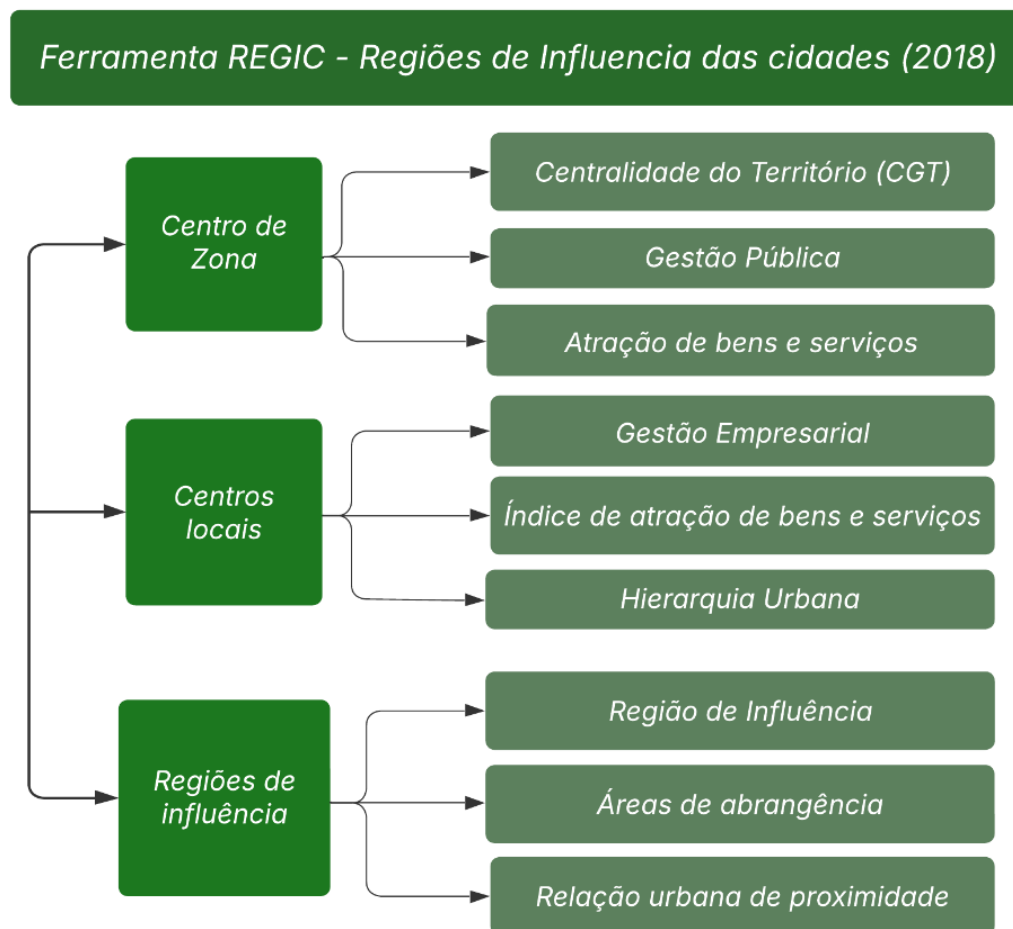 Ferramenta REGIC - Regiões de Influencia das cidades (2018)
Centro de
Zona
Centralidade do Território (CGT)
Gestão Pública
Atração de bens e serviços
Centros
locais
Gestão Empresarial
Índice de atração de bens e serviços
Hierarquia Urbana
Regiões de
influência
Região de Influência
Áreas de abrangência
Relação urbana de proximidade